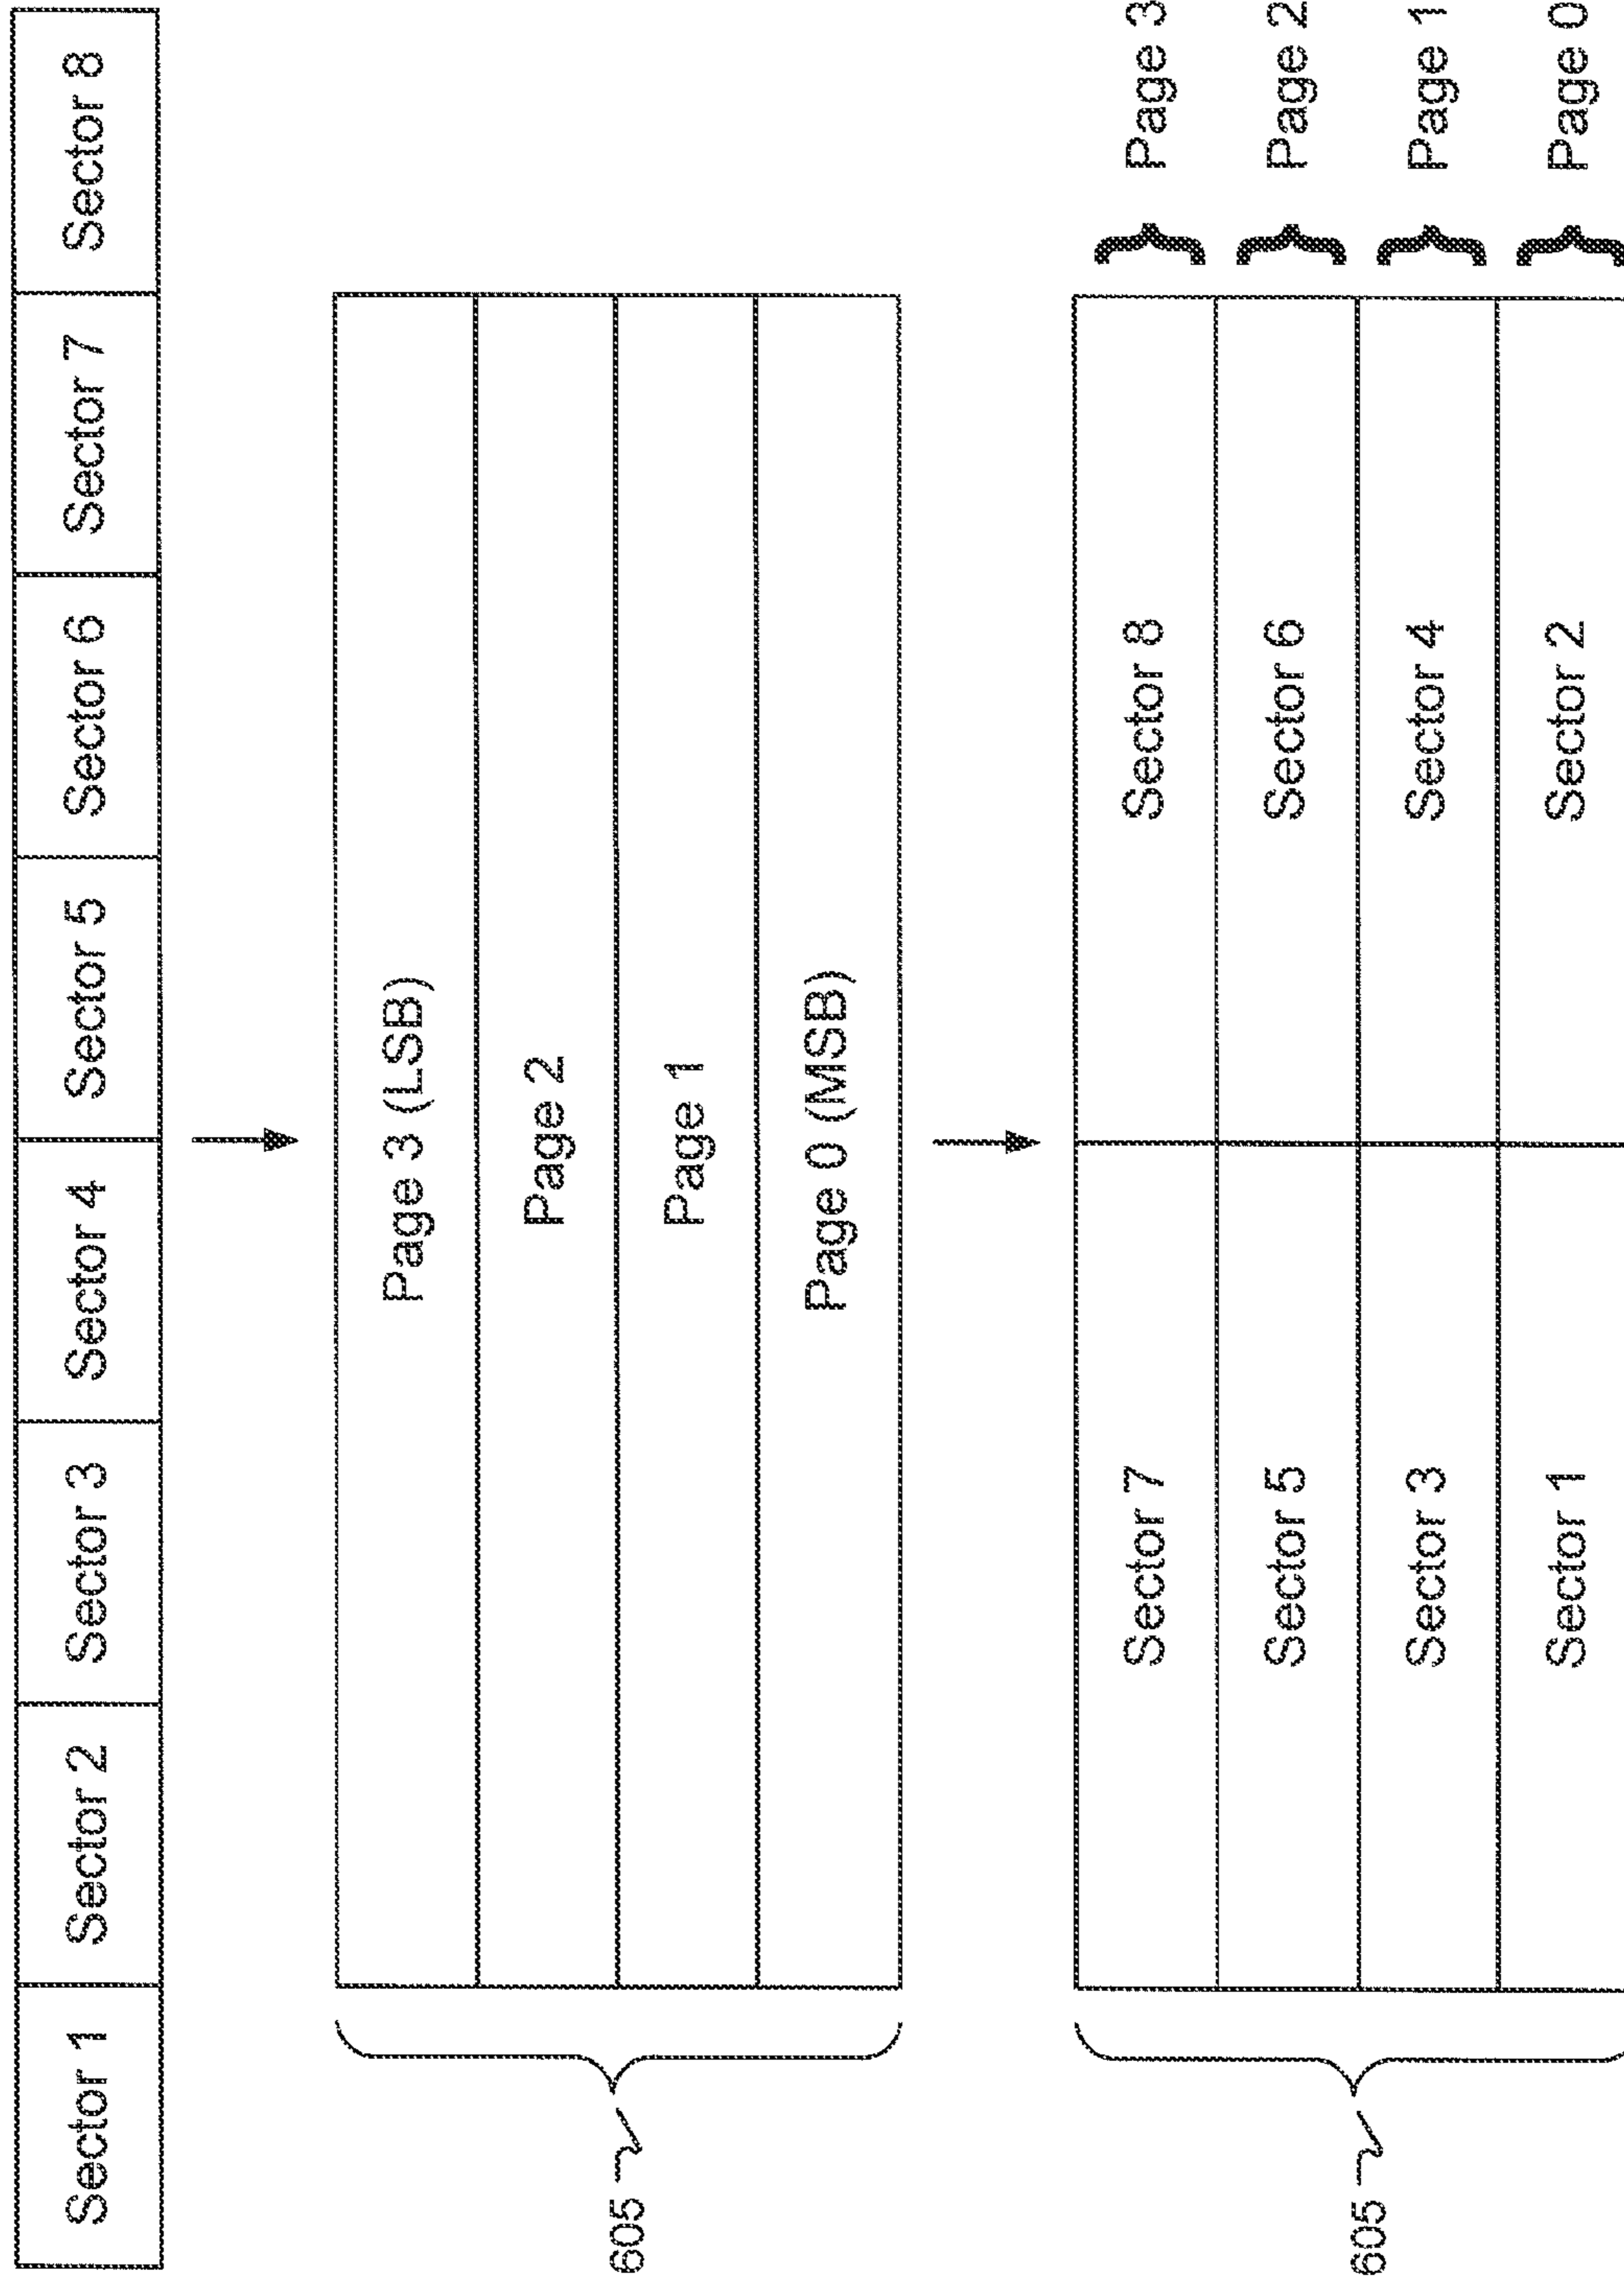 Sector 1 Sector 2 Sector 3 Sector 4 Sector 5 Sector 6 Sector 7 Sector 8
Page 3 (LSB)
Page 2
Page 1
Page 0 (MSB)
605
Sector 7 Sector 8 Page 3
Sector 5 Sector 6 Page 2
Sector 3 Sector 4 Page 1
Sector 1 Sector 2 Page 0
605